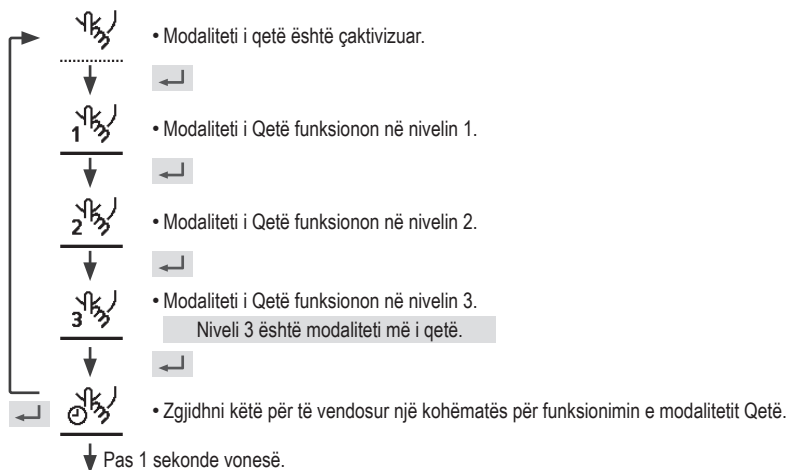 • Modaliteti i qetë është çaktivizuar.
1
• Modaliteti i Qetë funksionon në nivelin 1.
2
• Modaliteti i Qetë funksionon në nivelin 2.
3
• Modaliteti i Qetë funksionon në nivelin 3.
Niveli 3 është modaliteti më i qetë.
• Zgjidhni këtë për të vendosur një kohëmatës për funksionimin e modalitetit Qetë.
Pas 1 sekonde vonesë.